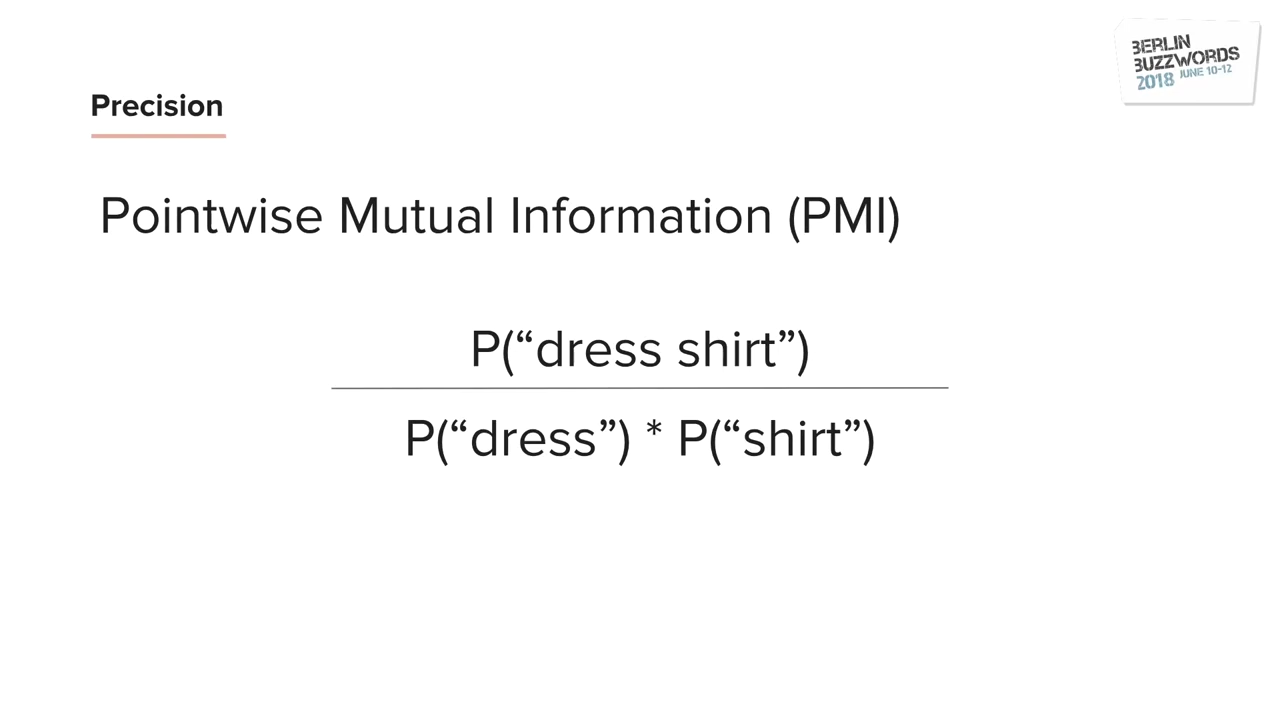 BERLIN
BUZZWORDS
2018 JUNE 10-12
Precision
Pointwise Mutual Information (PMI)
P(“dress shirt”)
P(“dress”) * P(“shirt”)